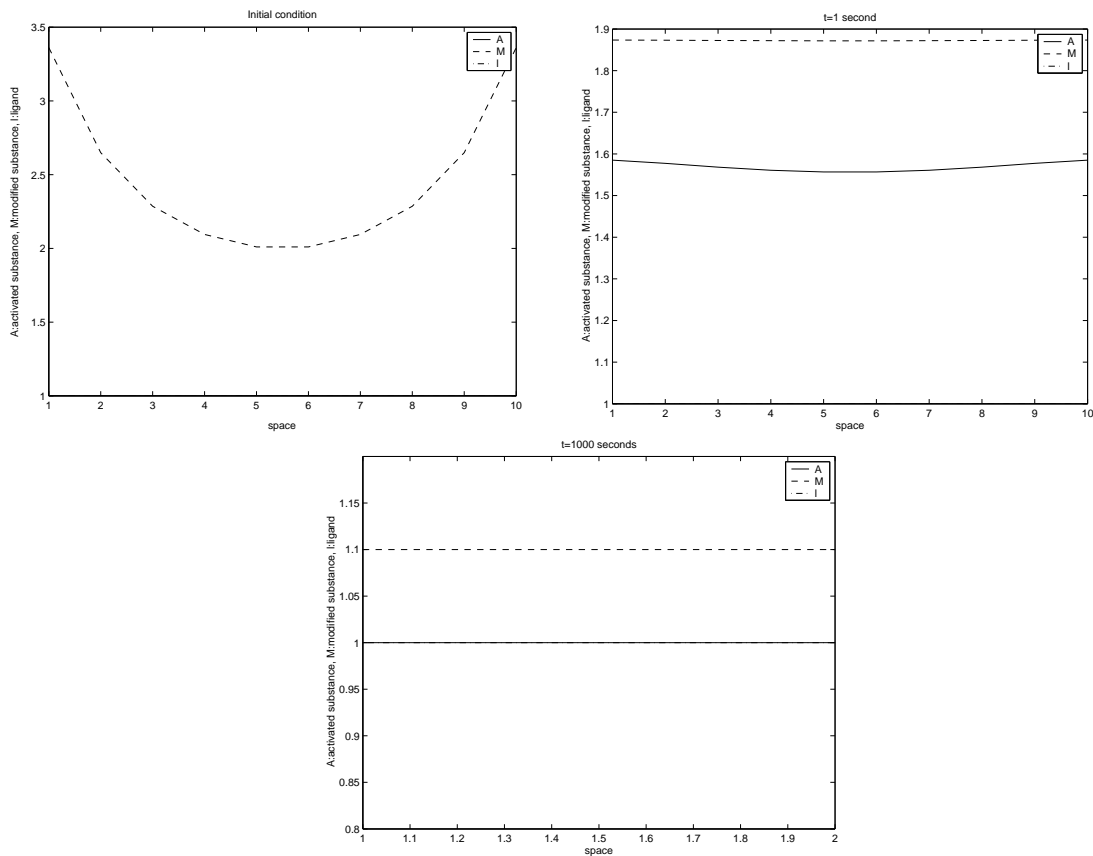 Initial condition
3.5
3
2.5
2
1.5
1
A:activated substance, M:modified substance, I:ligand
A
M
I
1 2 3 4 5 6 7 8 9 10
space
t=1 second
1.9
1.8
1.7
1.6
1.5
1.4
1.3
1.2
1.1
1
A:activated substance, M:modified substance, I:ligand
A
M
I
1 2 3 4 5 6 7 8 9 10
space
t=1000 seconds
1.15
1.1
1.05
1
0.95
0.9
0.85
0.8
A:activated substance, M:modified substance, I:ligand
A
M
I
1 1.1 1.2 1.3 1.4 1.5 1.6 1.7 1.8 1.9 2
space